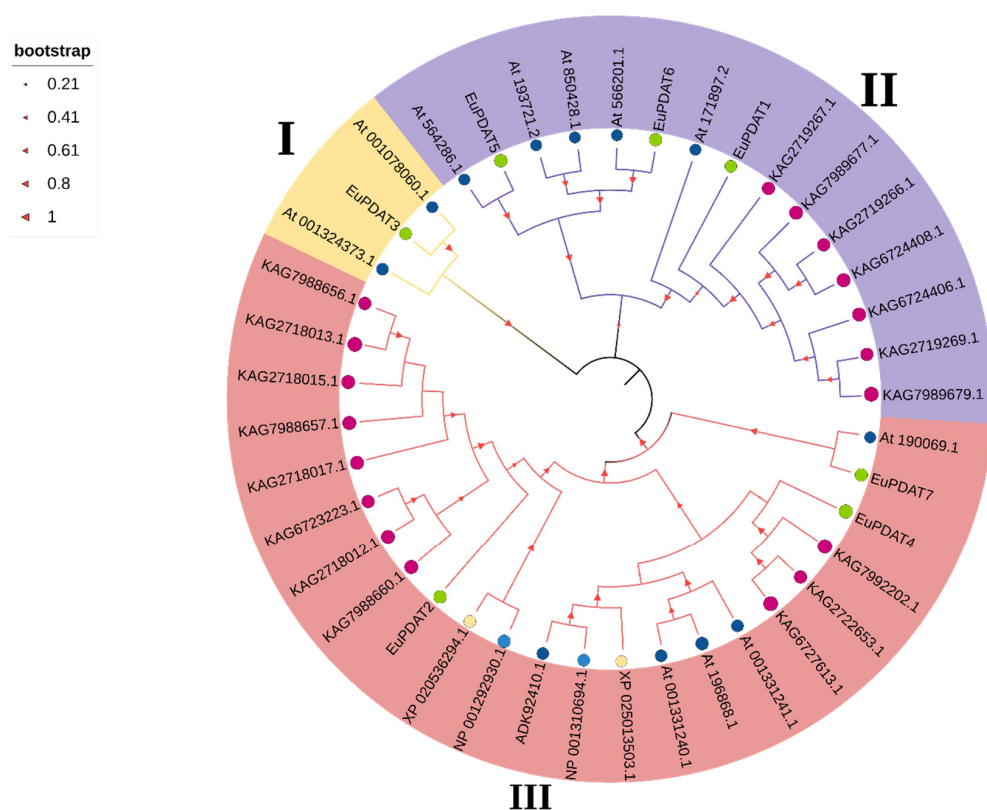 bootstrap
0.21
0.41
0.61
0.8
1
I
II
III
At 001324373.1
EuPDAT3
At 001078060.1
At 564286.1
EuPDAT5
At 193721.2
At 850428.1
At 566201.1
EuPDAT6
At 171897.2
EuPDAT1
KAG2719267.1
KAG7989677.1
KAG2719266.1
KAG6724408.1
KAG6724406.1
KAG2719269.1
KAG7989679.1
At 190069.1
EuPDAT7
EuPDAT4
KAG7992202.1
KAG2722653.1
KAG6727613.1
At 001331241.1
At 196868.1
At 001331240.1
XP 025013503.1
NP 001310694.1
ADK92410.1
NP 001292930.1
XP 020536294.1
EuPDAT2
KAG7988660.1
KAG2718012.1
KAG6723223.1
KAG2718017.1
KAG7988657.1
KAG2718015.1
KAG2718013.1
KAG7988656.1